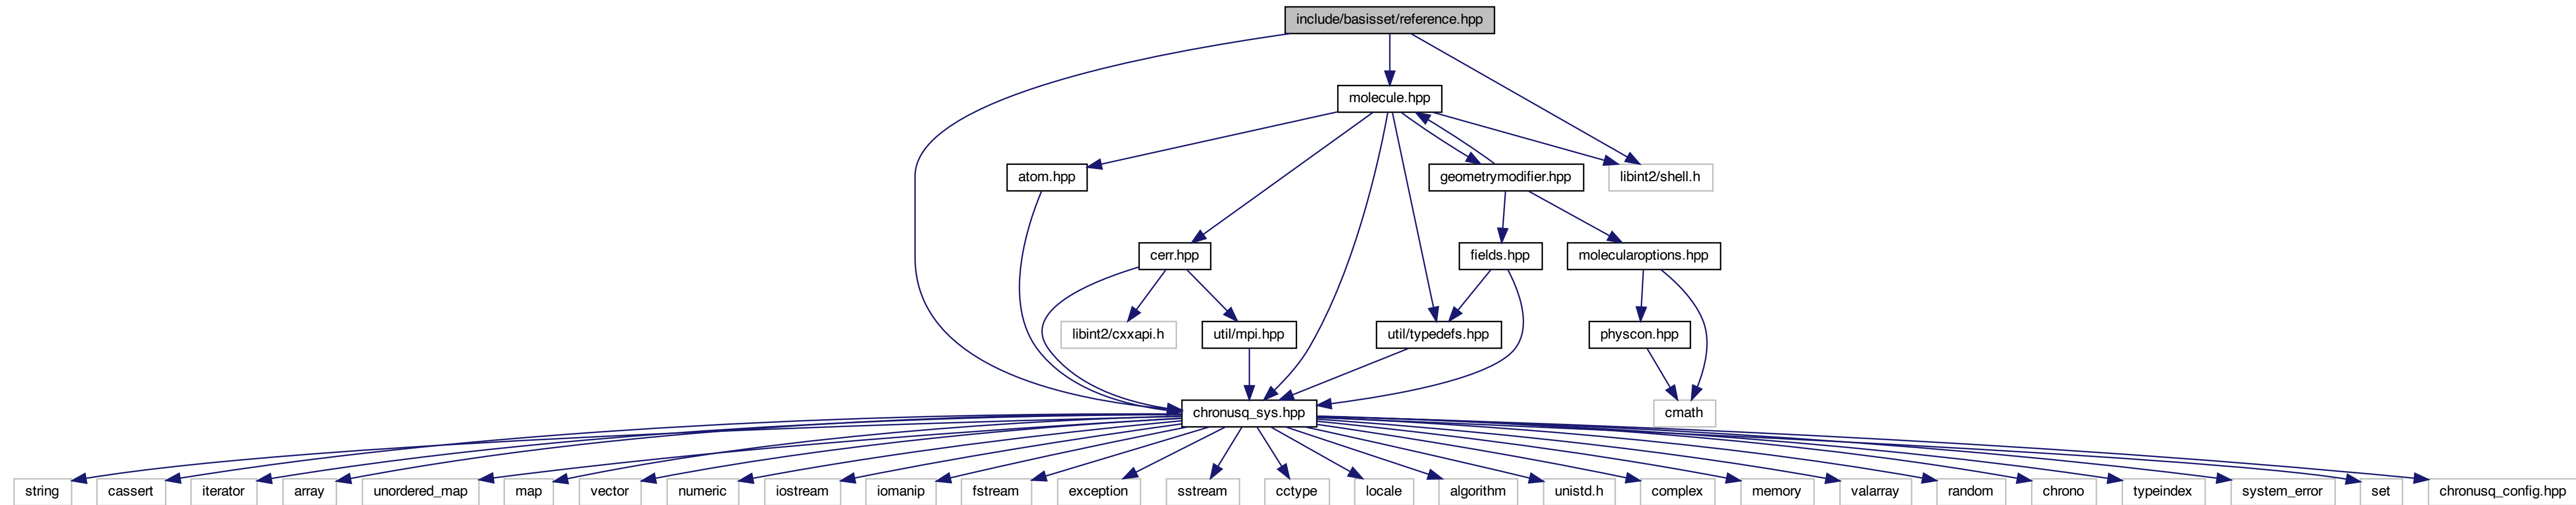 include/basisset/reference.hpp
molecule.hpp
atom.hpp
geometrymodifier.hpp
libint2/shell.h
cerr.hpp
fields.hpp
molecularoptions.hpp
libint2/cxxapi.h
util/mpi.hpp
util/typedefs.hpp
physcon.hpp
chronusq_sys.hpp
cmath
string
cassert
iterator
array
unordered_map
map
vector
numeric
iostream
iomanip
fstream
exception
sstream
cctype
locale
algorithm
unistd.h
complex
memory
valarray
random
chrono
typeindex
system_error
set
chronusq_config.hpp